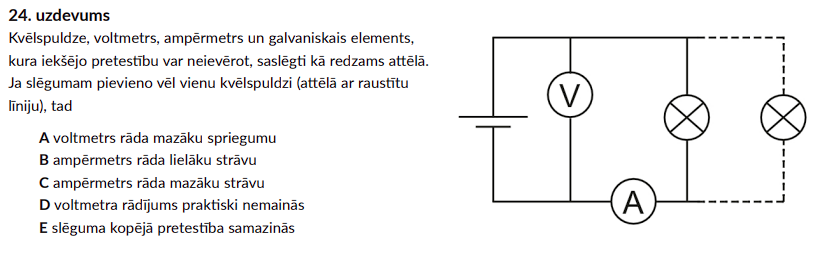 24. uzdevums
Kvēlspuldze, voltmetrs, ampērmetrs un galvaniskais elements,
kura iekšējo pretestību var neievērot, saslēgti kā redzams attēlā.
Ja slēgumam pievieno vēl vienu kvēlspuldzi (attēlā ar raustītu
līniju), tad
A voltmetrs rāda mazāku spriegumu
B ampērmetrs rāda lielāku strāvu
C ampērmetrs rāda mazāku strāvu
D voltmetra rādījums praktiski nemainās
E slēguma kopējā pretestība samazinās
V
A